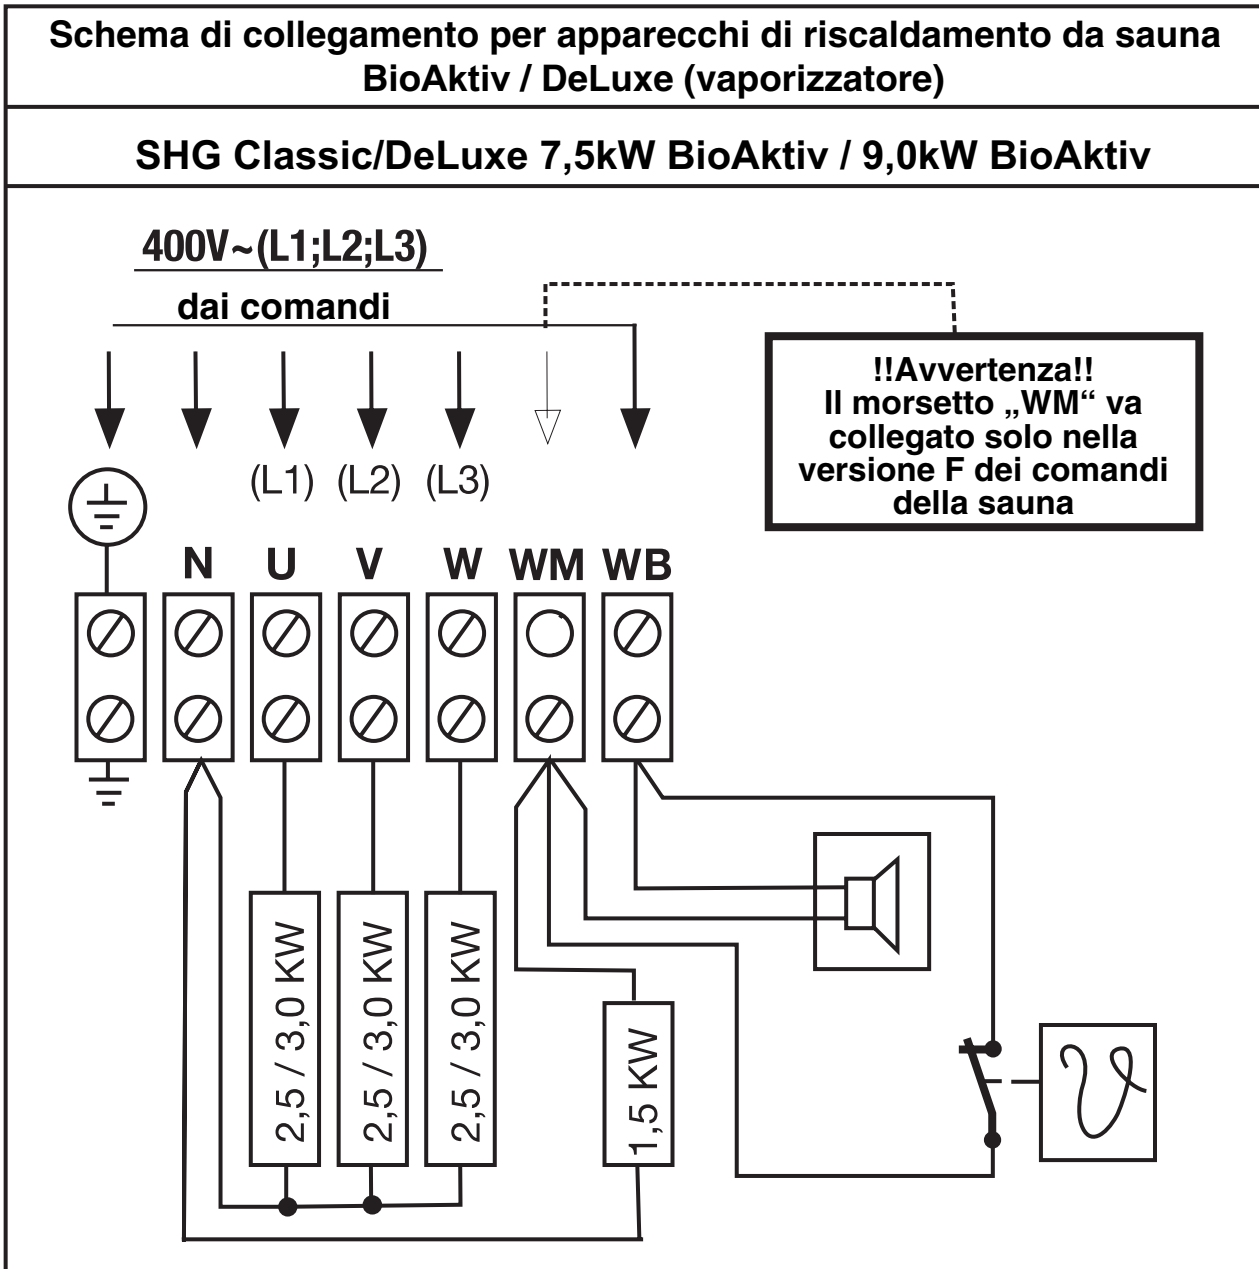 Schema di collegamento per apparecchi di riscaldamento da sauna
BioAktiv / DeLuxe (vaporizzatore)
SHG Classic/DeLuxe 7,5kW BioAktiv / 9,0kW BioAktiv
400V~(L1;L2;L3)
dai comandi
!!Avvertenza!!
Il morsetto „WM“ va
collegato solo nella
versione F dei comandi
della sauna
(L1) (L2) (L3)
N U V W WM WB
2,5 / 3,0 KW
2,5 / 3,0 KW
2,5 / 3,0 KW
1,5 KW
ϑ